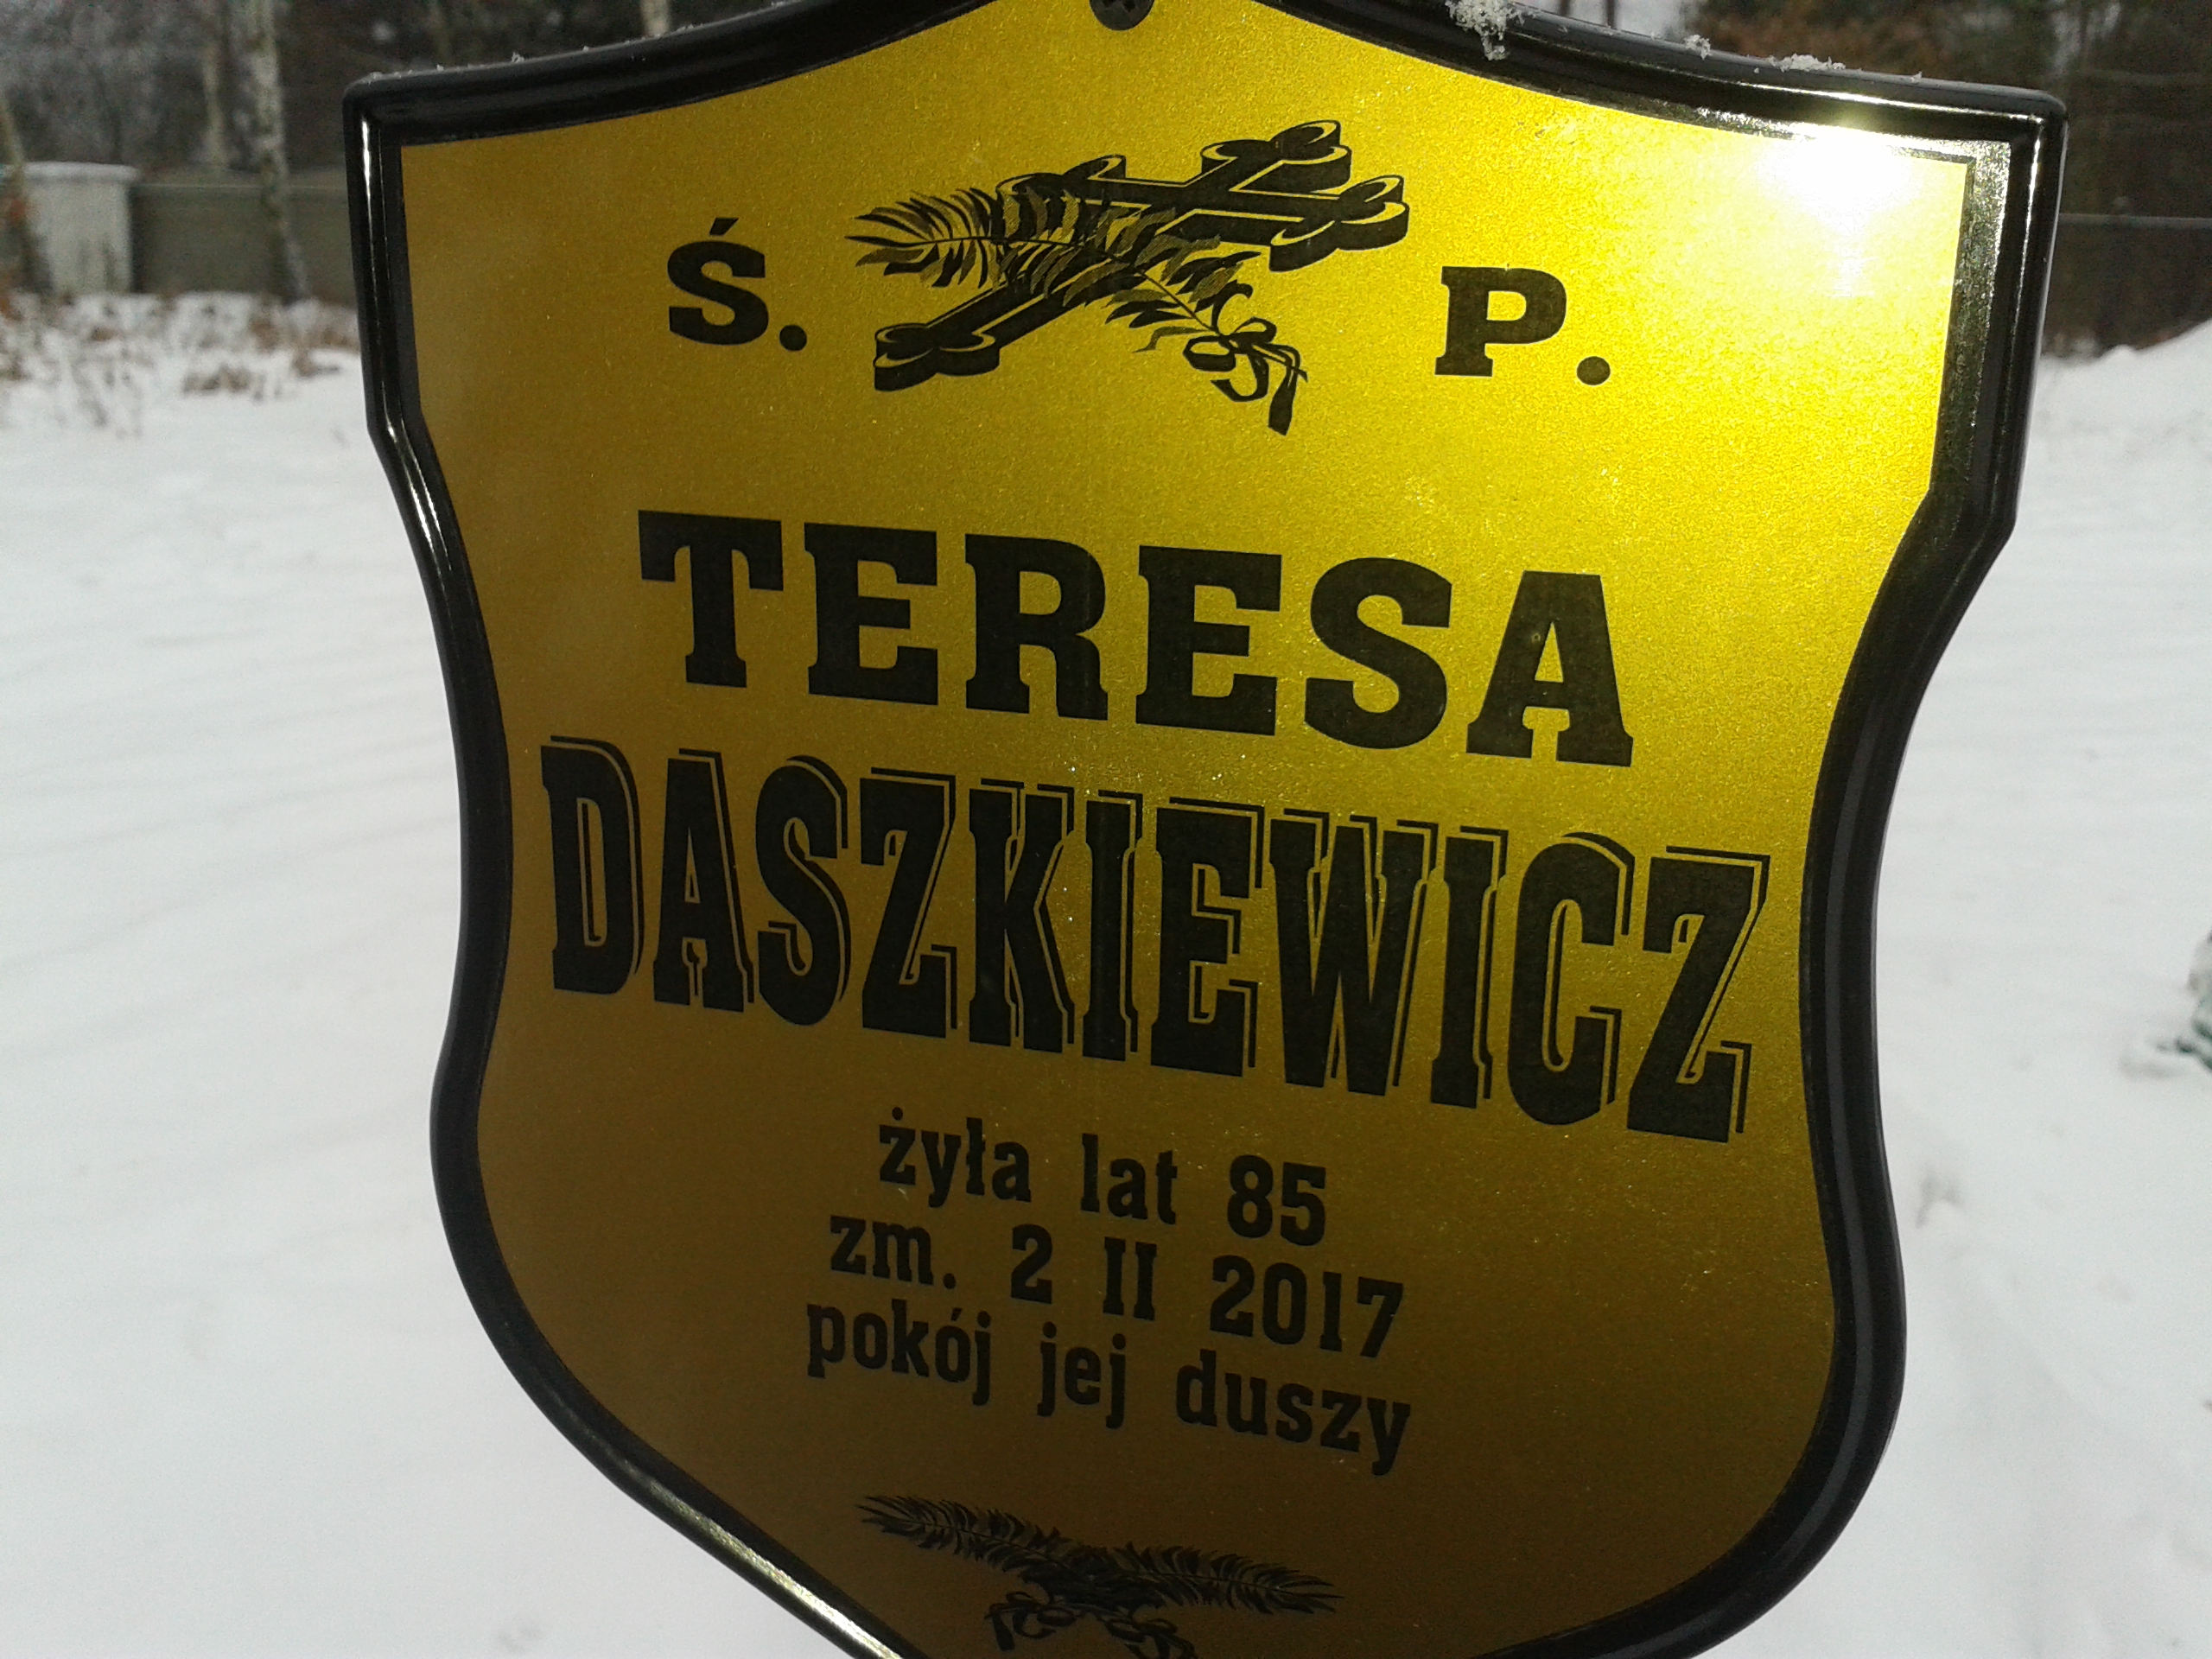 Ś. P.
TERESA
DASZKIEWICZ
żyła lat 85
zm. 2 II 2017
pokój jej duszy